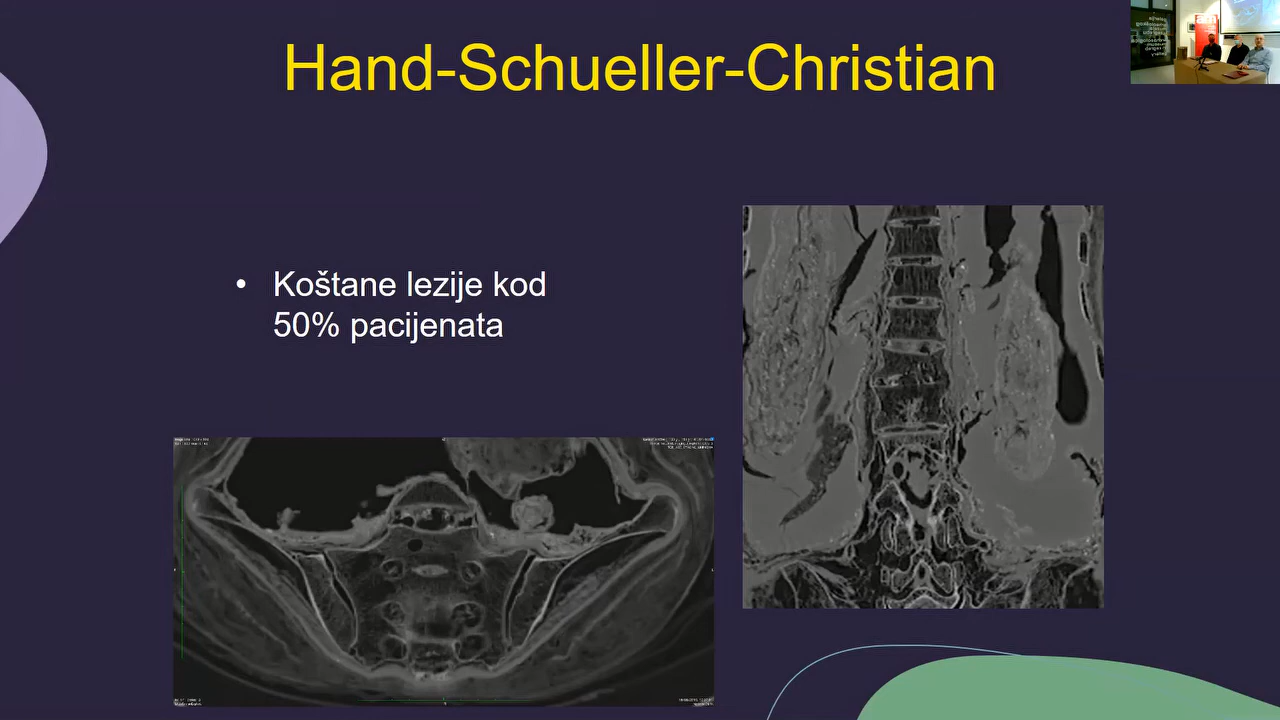 Hand-Schueller-Christian
• Koštane lezije kod
50% pacijenata